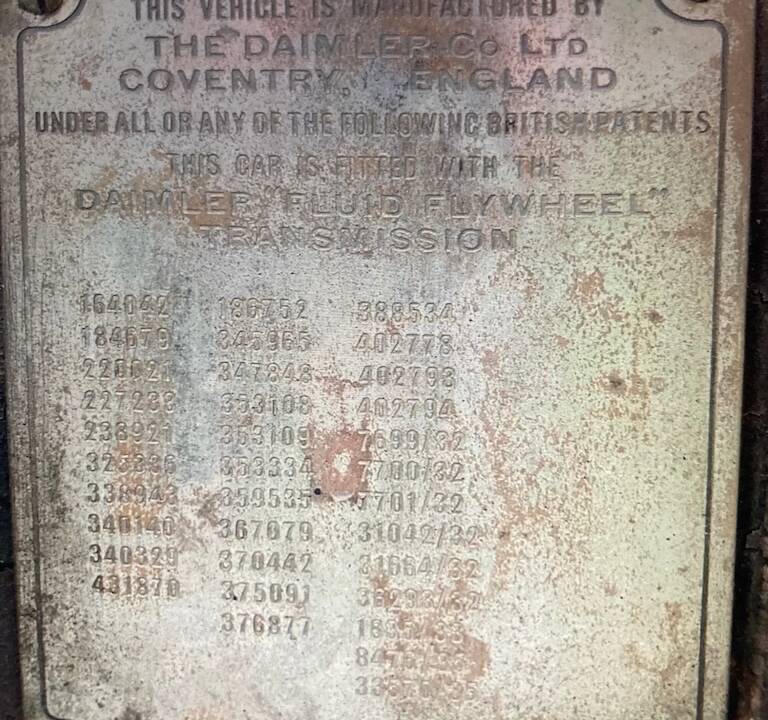 THIS VEHICLE IS MANUFACTURED BY
THE DAIMLER Co LTD
COVENTRY, ENGLAND
UNDER ALL OR ANY OF THE FOLLOWING BRITISH PATENTS
THIS CAR IS FITTED WITH THE
DAIMLER "FLUID FLYWHEEL"
TRANSMISSION
164042 186752 388534
184679 345965 402778
347848 402793
227233 353108 402794
238921 353109 7699/32
353334 7700/32
338943 359535 7701/32
340140 367679 31042/32
340329 370442 31664/32
431870 375091
376877